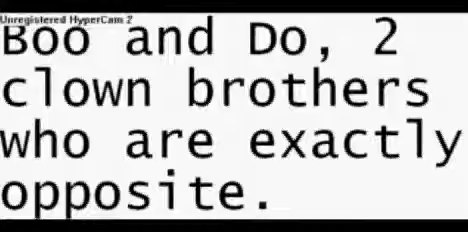 Unregistered HyperCam 2
Boo and Do, 2
clown brothers
who are exactly
opposite.